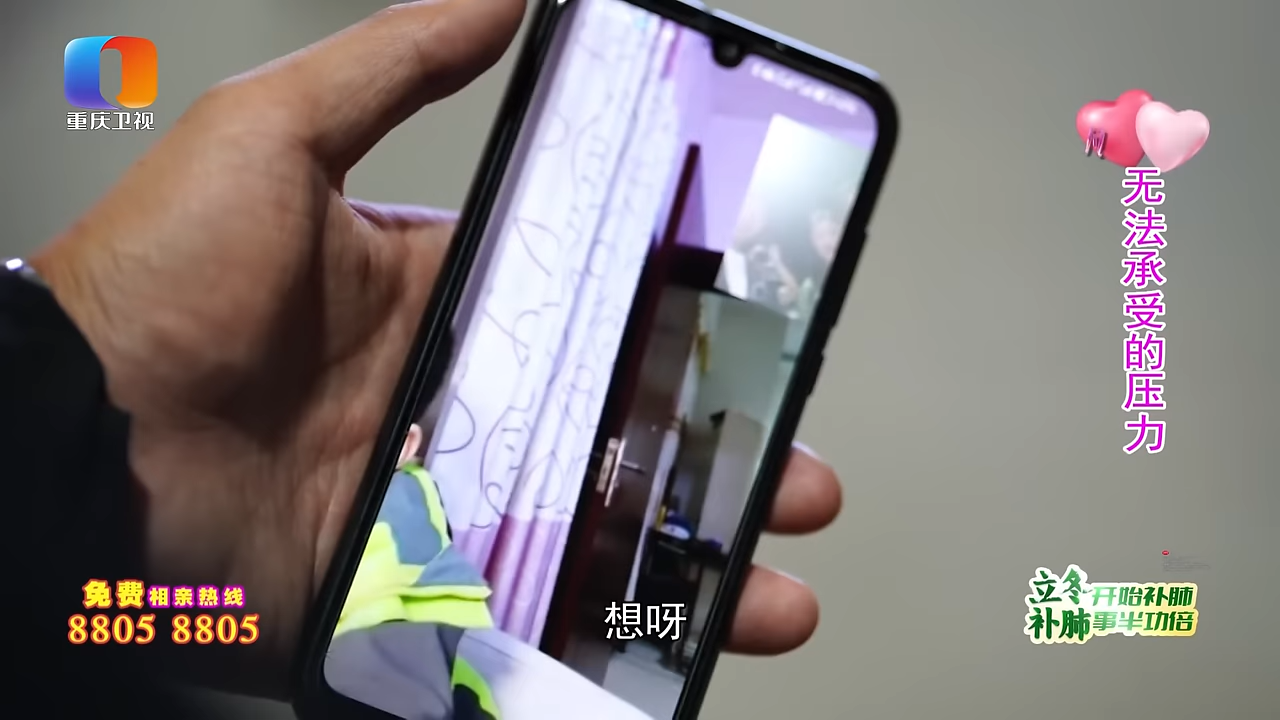 重庆卫视
问
无法承受的压力
免费相亲热线
8805 8805
想呀
立冬
补肺
开始补肺
事半功倍